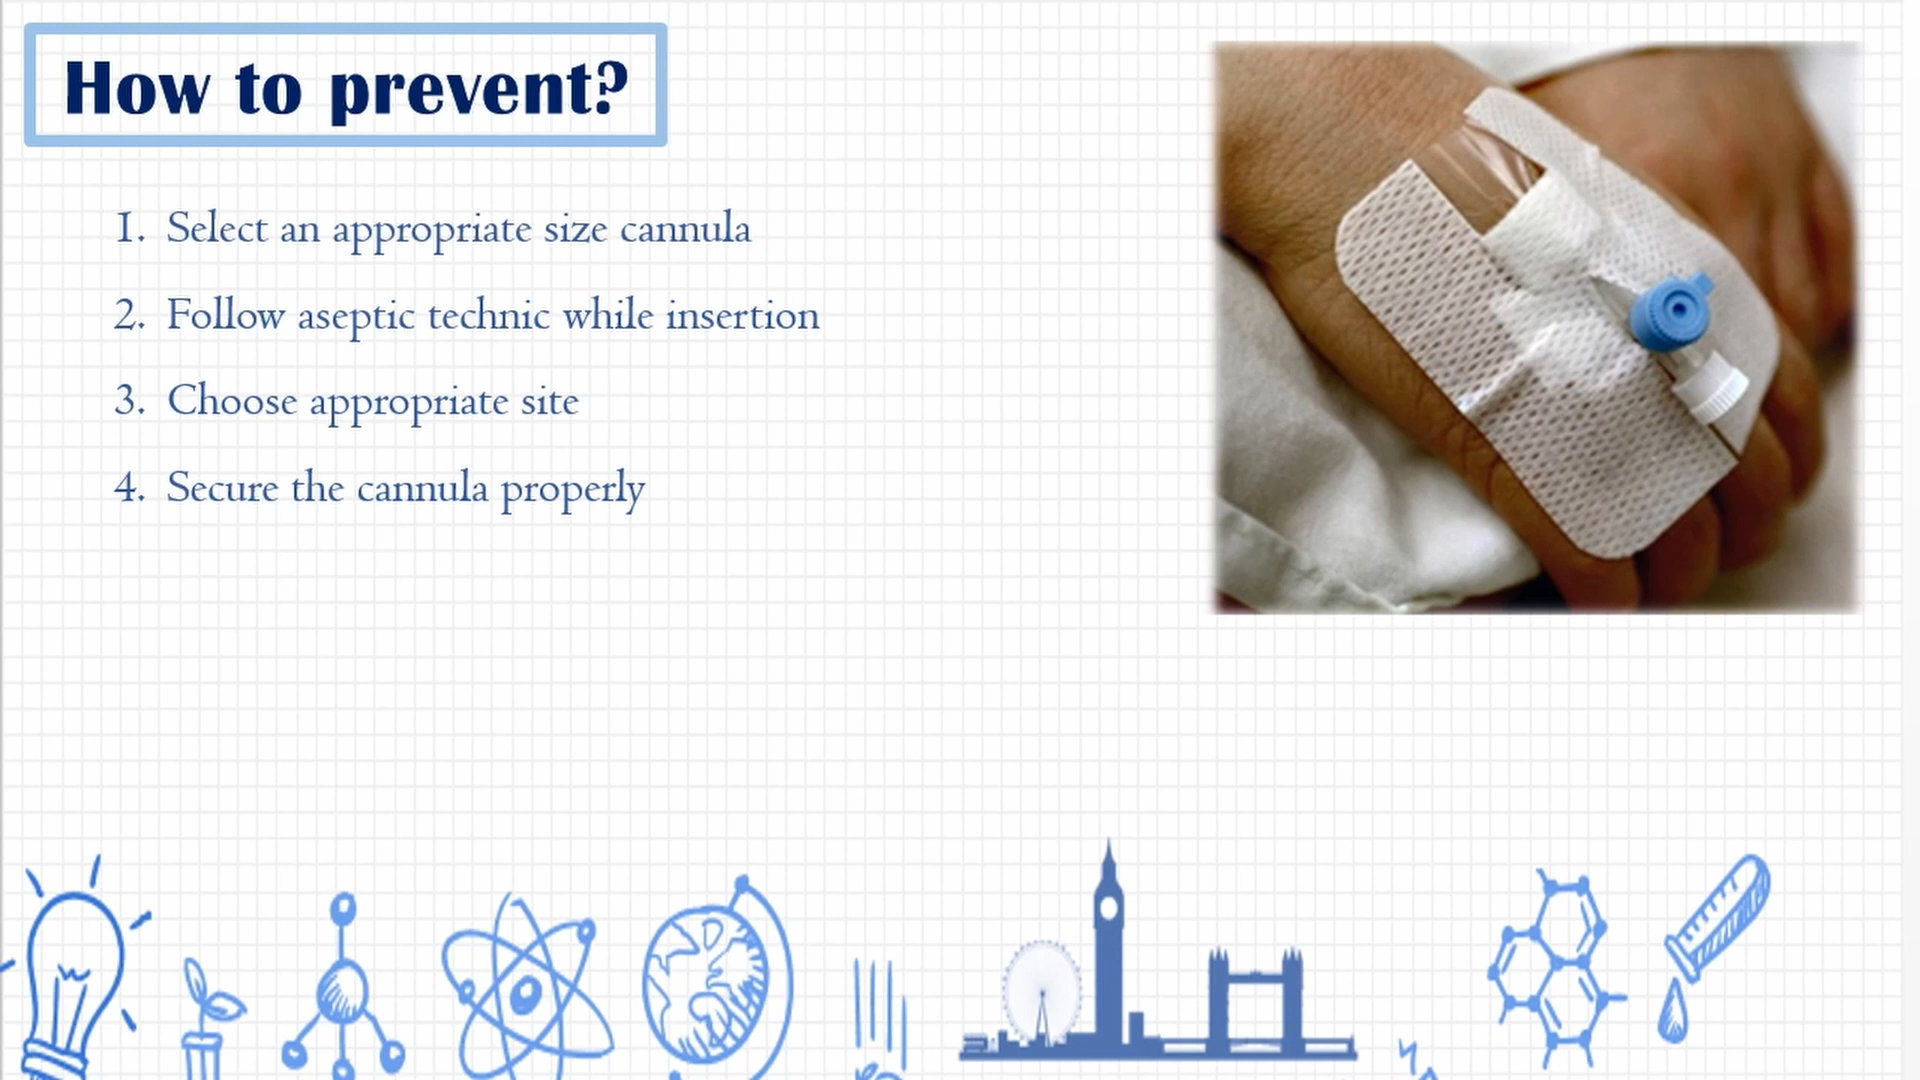 How to prevent?
1. Select an appropriate size cannula
2. Follow aseptic technic while insertion
3. Choose appropriate site
4. Secure the cannula properly